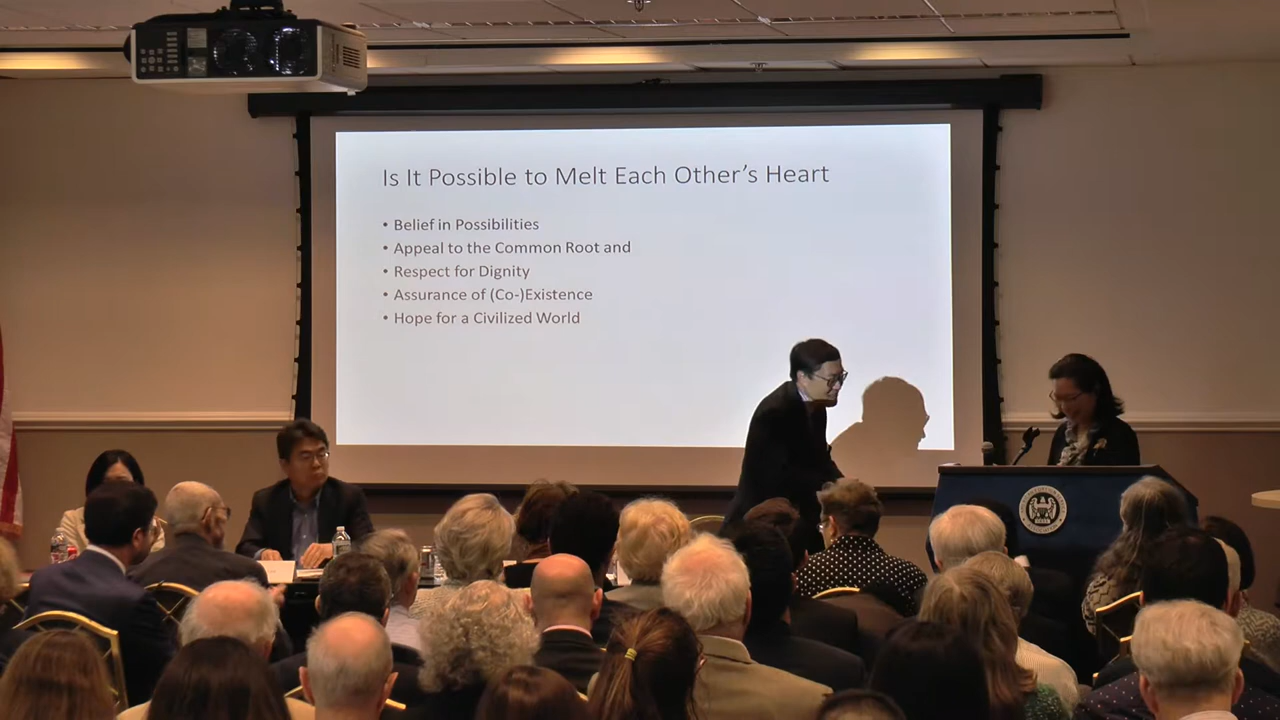 Is It Possible to Melt Each Other's Heart
• Belief in Possibilities
• Appeal to the Common Root and
• Respect for Dignity
• Assurance of (Co-)Existence
• Hope for a Civilized World